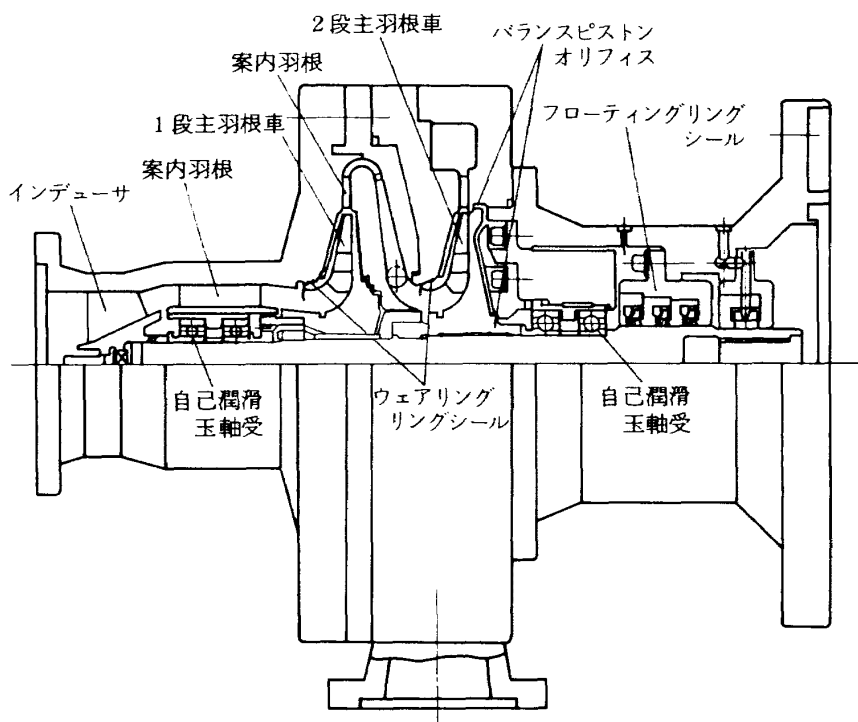 2段主羽根車
バランスピストン
オリフィス
案内羽根
フローティングリング
シール
1段主羽根車
案内羽根
インデューサ
自己潤滑
玉軸受
ウェアリング
リングシール
自己潤滑
玉軸受